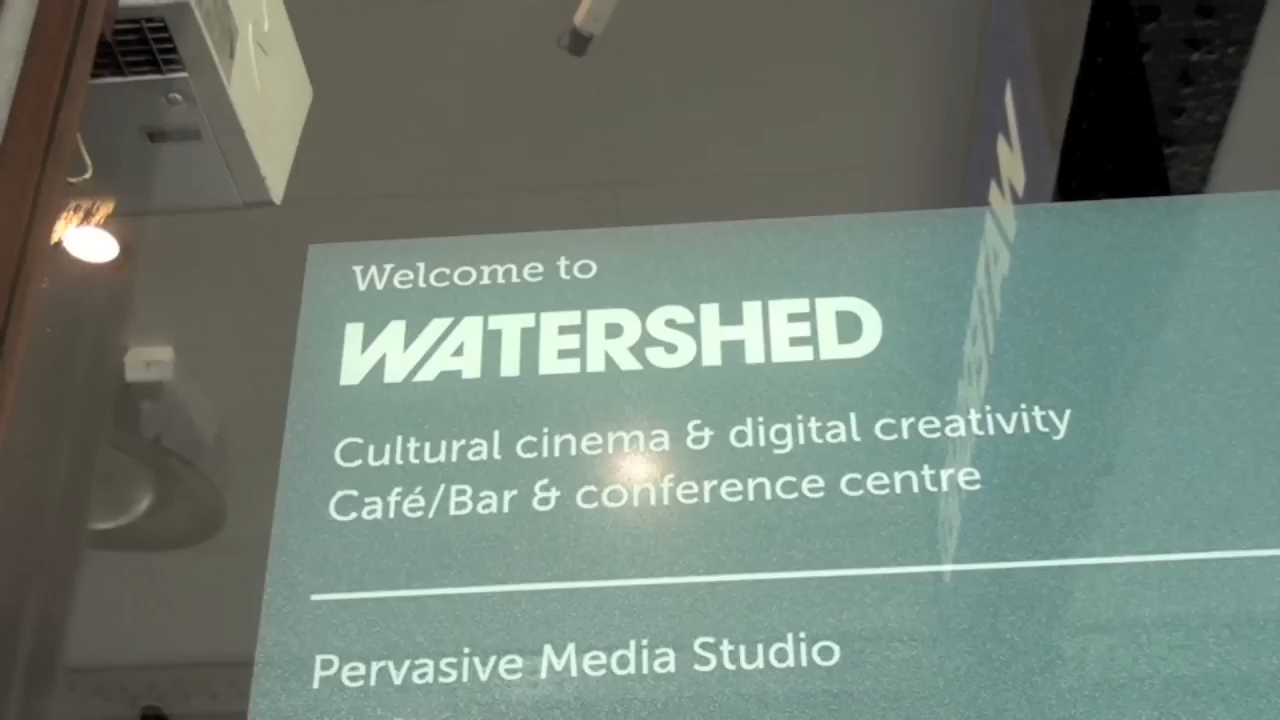 Welcome to
WATERSHED
Cultural cinema & digital creativity
Café/Bar & conference centre
Pervasive Media Studio